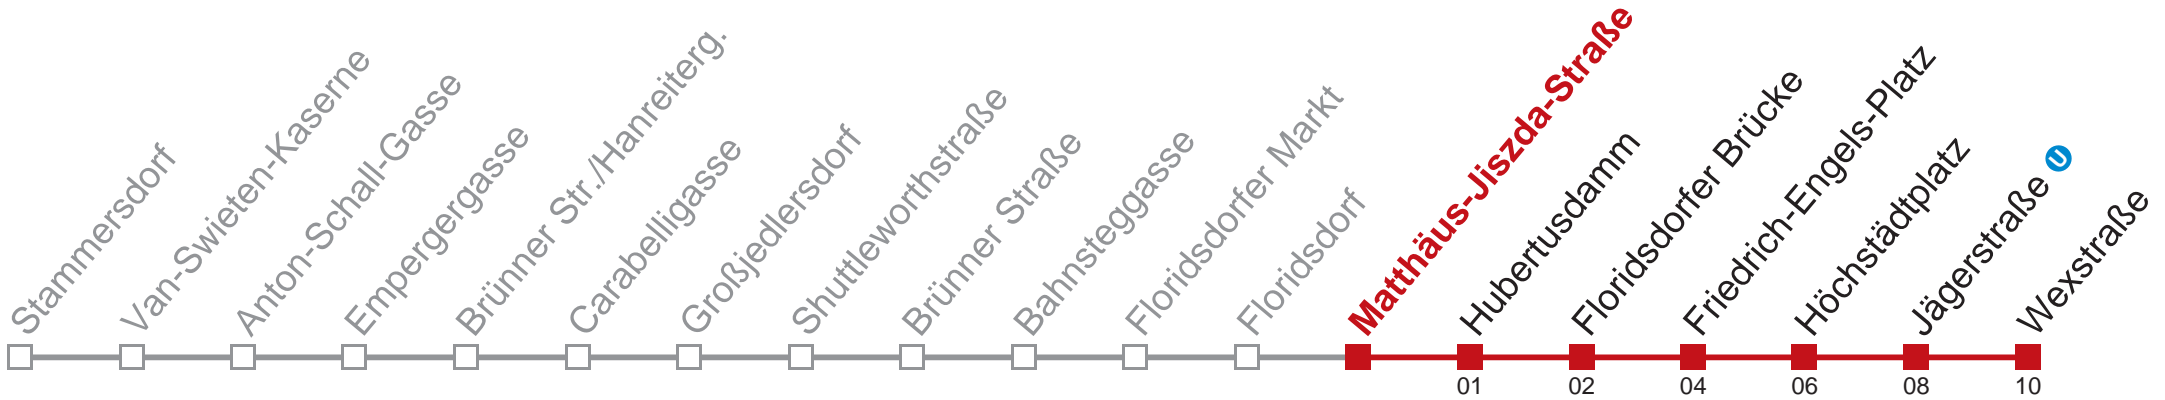 Stammersdorf
Van-Swieten-Kaserne
Anton-Schall-Gasse
Empergergasse
Brünner Str./Hanreiterg.
Carabelligasse
Großjedlersdorf
Shuttleworthstraße
Brünner Straße
Bahnsteggasse
Floridsdorfer Markt
Floridsdorf
Matthäus-Jiszda-Straße
Hubertusdamm
Floridsdorfer Brücke
Friedrich-Engels-Platz
Höchstädtplatz
Jägerstraße U
Wexstraße
01
02
04
06
08
10